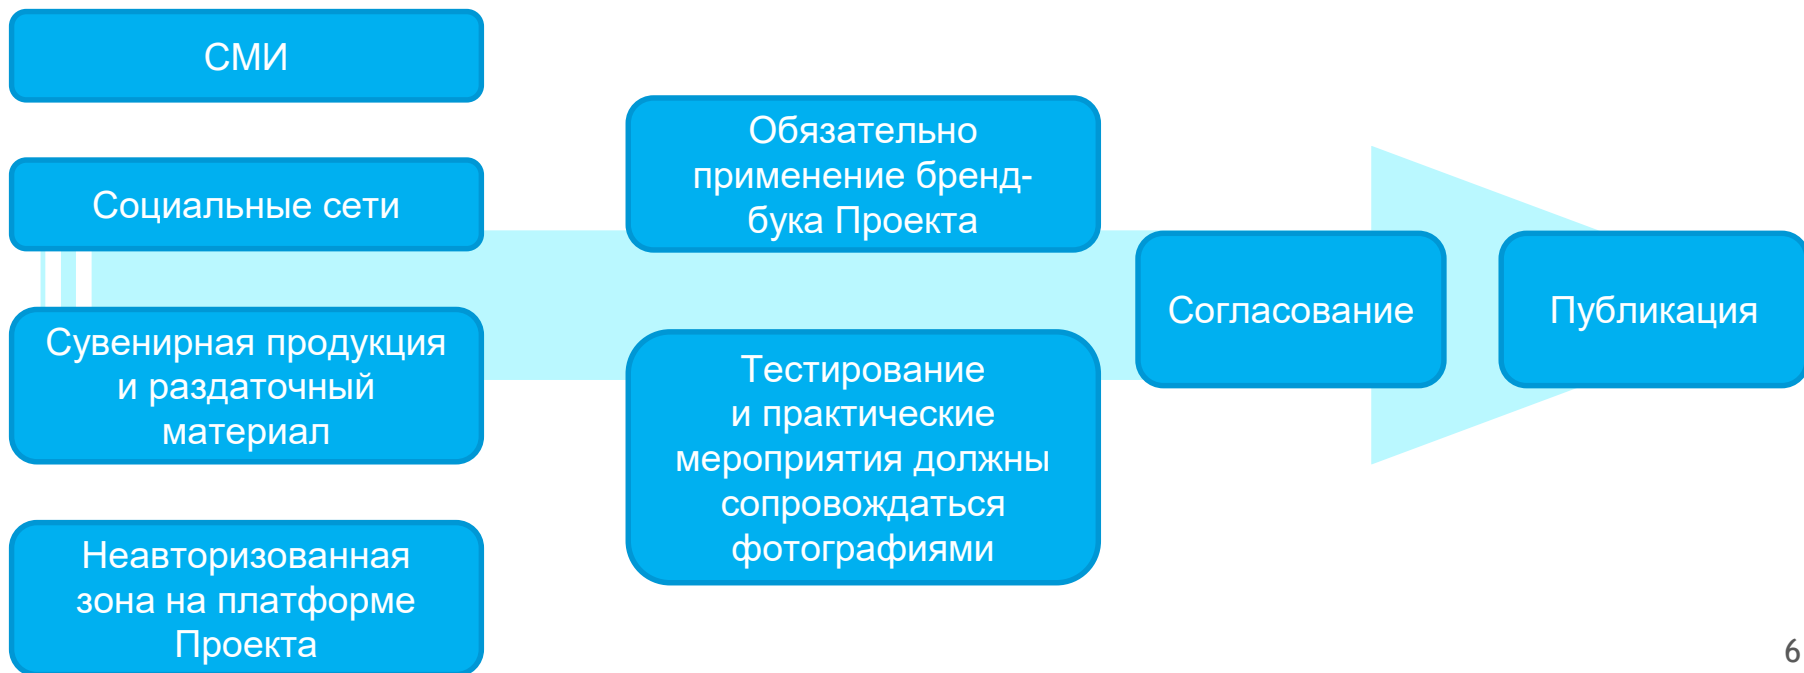 СМИ
Социальные сети
Сувенирная продукция
и раздаточный
материал
Неавторизованная
зона на платформе
Проекта
Обязательно
применение бренд-
бука Проекта
Тестирование
и практические
мероприятия должны
сопровождаться
фотографиями
Согласование
Публикация
6